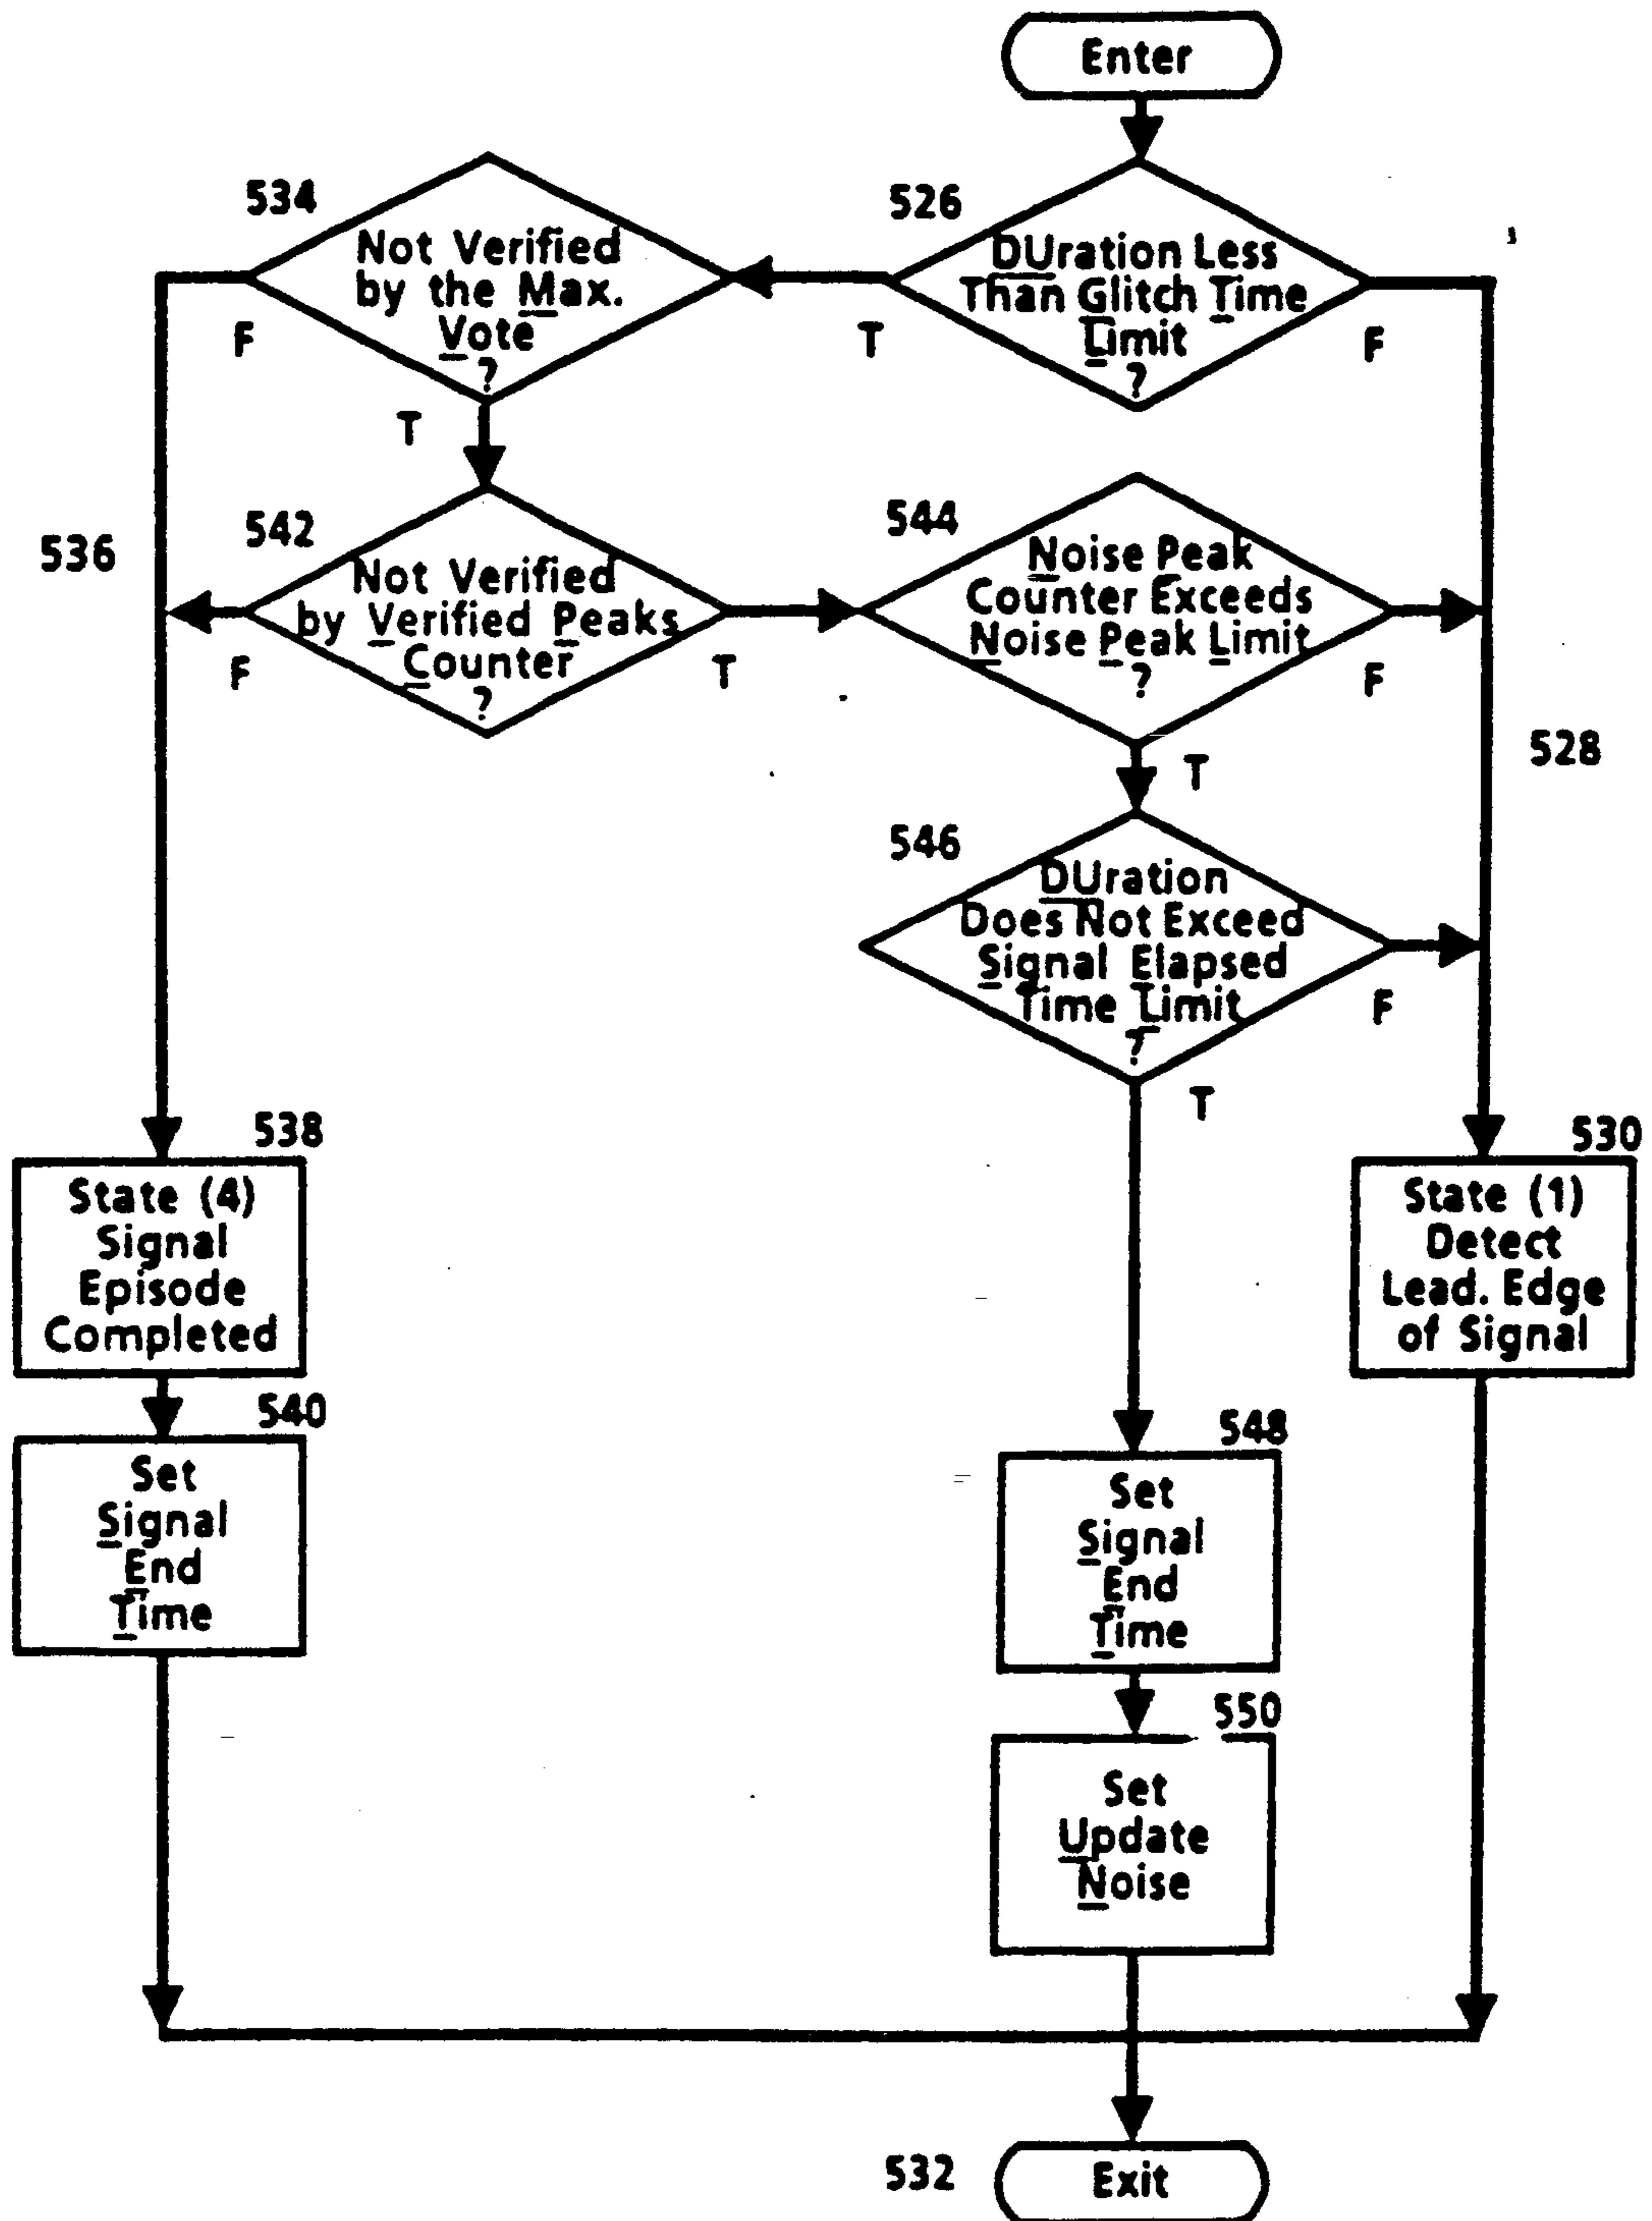 Enter
534
Not Verified
by the Max.
Vote
?
F
T
526
DUration Less
Than Glitch Time
Limit
?
T
F
536
542
Not Verified
by Verified Peaks
Counter
?
F
T
544
Noise Peak
Counter Exceeds
Noise Peak Limit
?
F
T
528
546
DUration
Does Not Exceed
Signal Elapsed
Time Limit
?
F
T
538
State (4)
Signal
Episode
Completed
530
State (1)
Detect
Lead. Edge
of Signal
540
Set
Signal
End
Time
548
Set
Signal
End
Time
550
Set
Update
Noise
532
Exit